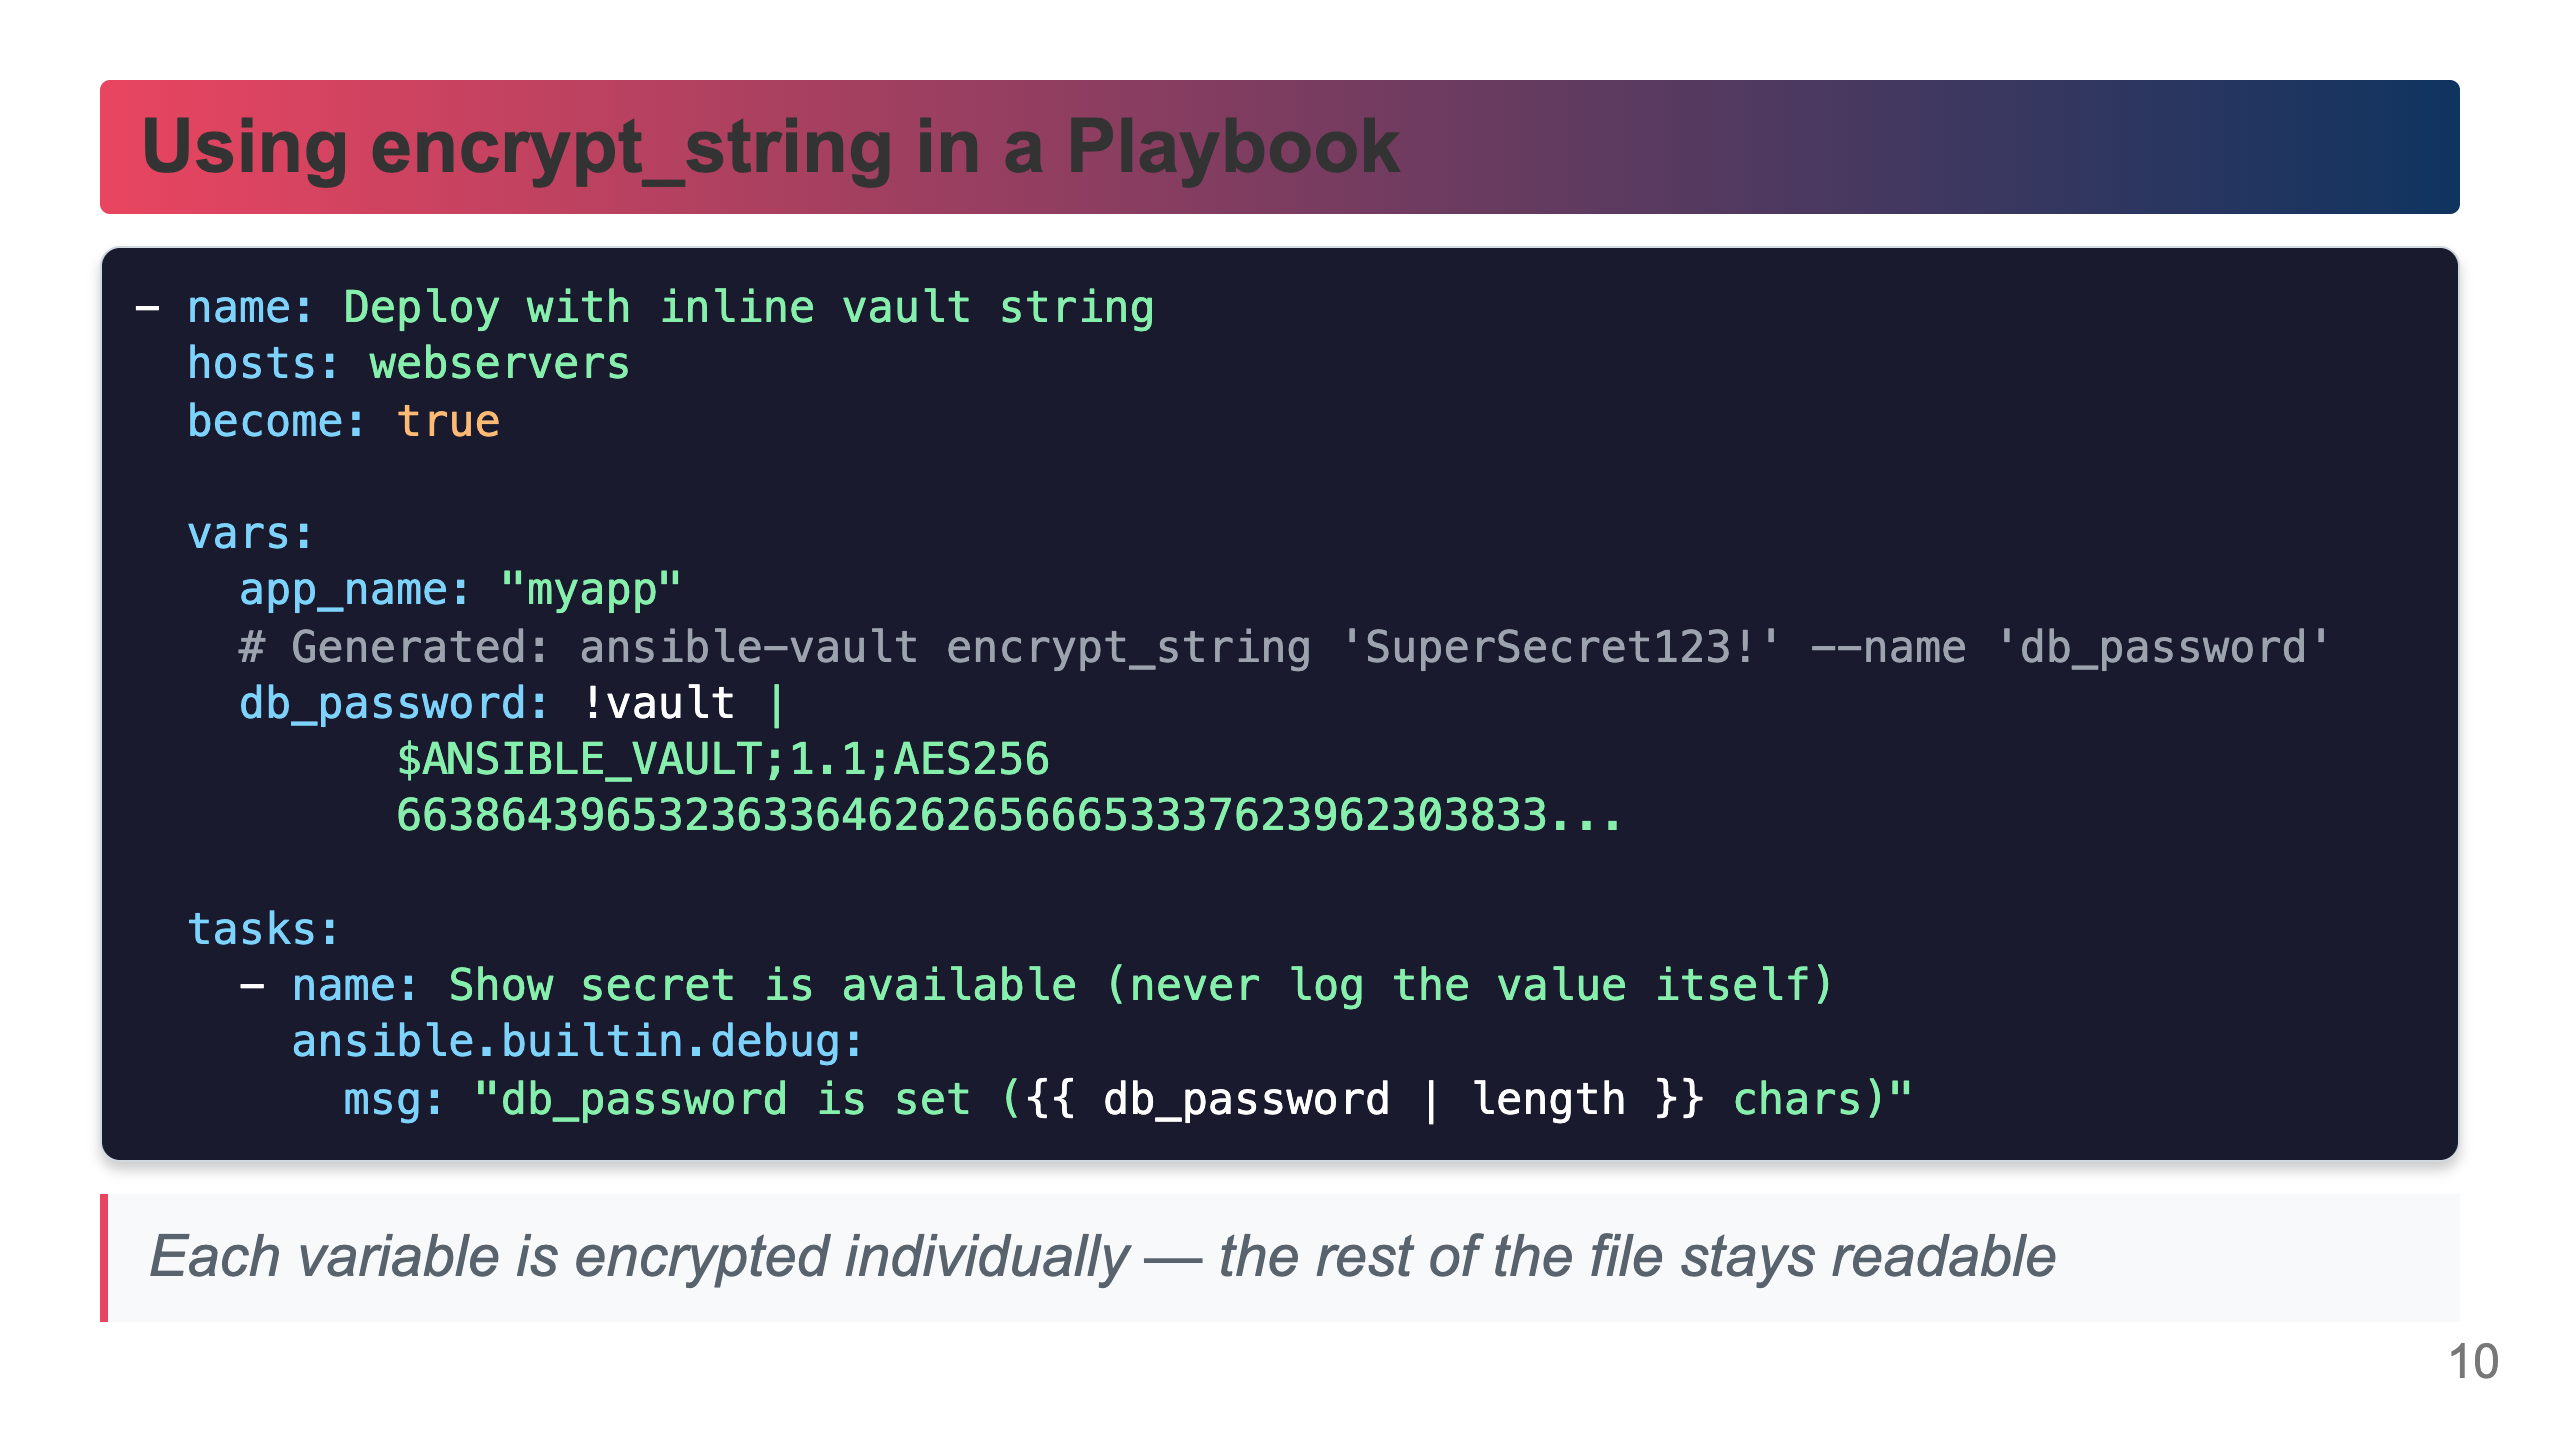 Using encrypt_string in a Playbook
- name: Deploy with inline vault string
  hosts: webservers
  become: true

  vars:
    app_name: "myapp"
    # Generated: ansible-vault encrypt_string 'SuperSecret123!' --name 'db_password'
    db_password: !vault |
          $ANSIBLE_VAULT;1.1;AES256
          66386439653236336462626566653337623962303833...

  tasks:
    - name: Show secret is available (never log the value itself)
      ansible.builtin.debug:
        msg: "db_password is set ({{ db_password | length }} chars)"
Each variable is encrypted individually — the rest of the file stays readable
10